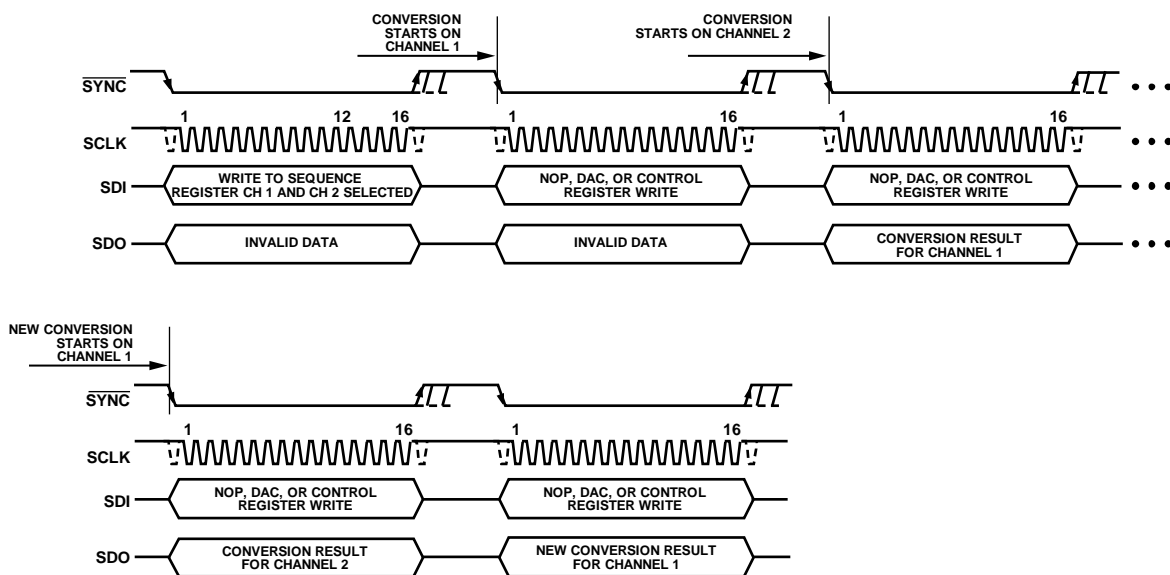 CONVERSION
STARTS ON
CHANNEL 1
CONVERSION
STARTS ON CHANNEL 2
SYNC
1 12 16 1 16 1 16
SCLK
SDI
WRITE TO SEQUENCE
REGISTER CH 1 AND CH 2 SELECTED
NOP, DAC, OR CONTROL
REGISTER WRITE
NOP, DAC, OR CONTROL
REGISTER WRITE
SDO
INVALID DATA
INVALID DATA
CONVERSION RESULT
FOR CHANNEL 1
NEW CONVERSION
STARTS ON
CHANNEL 1
SYNC
1 16 1 16
SCLK
SDI
NOP, DAC, OR CONTROL
REGISTER WRITE
NOP, DAC, OR CONTROL
REGISTER WRITE
SDO
CONVERSION RESULT
FOR CHANNEL 2
NEW CONVERSION RESULT
FOR CHANNEL 1